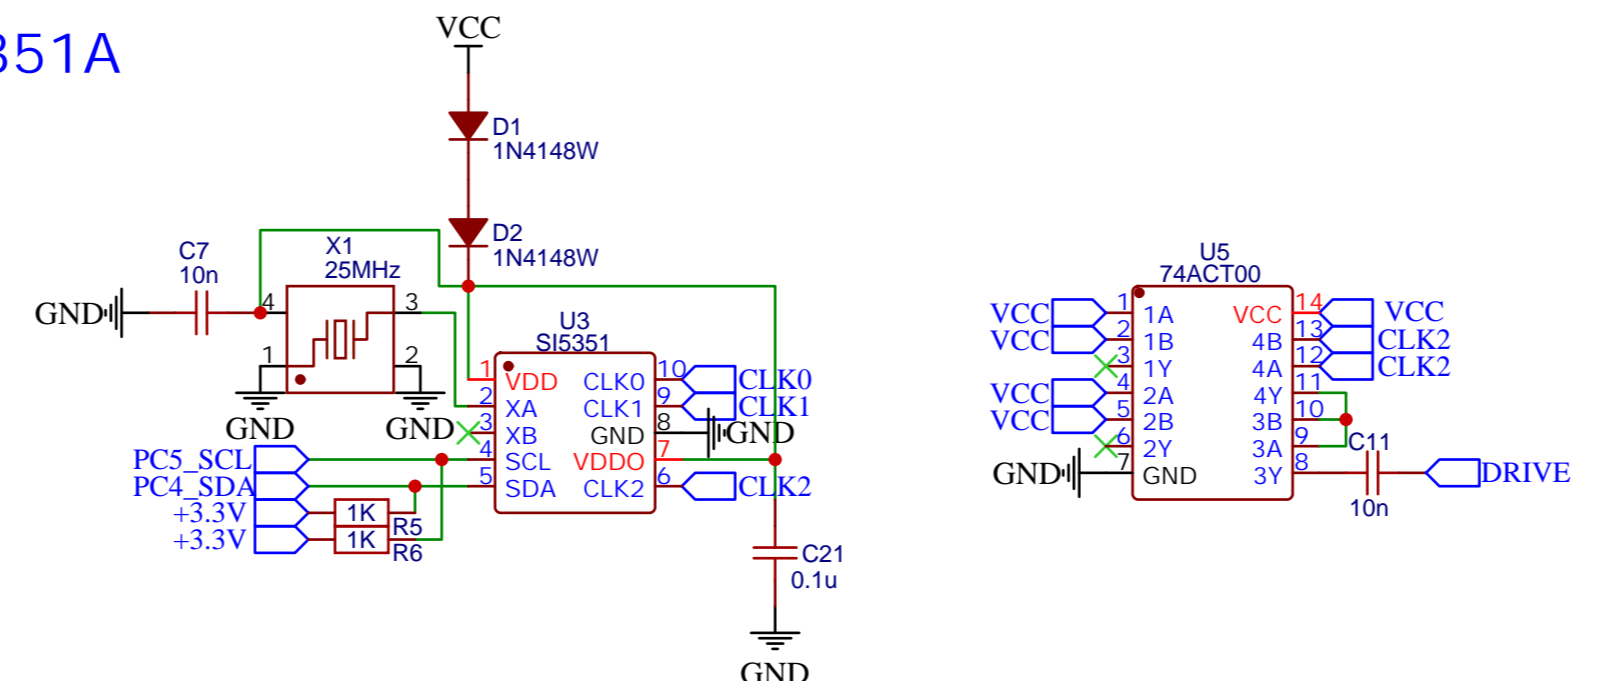 351A
VCC
D1
1N4148W
D2
1N4148W
C7
10n
X1
25MHz
GND
4
3
1
2
GND
GND
U3
SI5351
1
VDD
CLK0
10
CLK0
2
XA
CLK1
9
CLK1
3
XB
GND
8
GND
PC5_SCL
4
SCL
VDDO
7
PC4_SDA
5
SDA
CLK2
6
CLK2
+3.3V
1K
R5
+3.3V
1K
R6
C21
0.1u
GND
U5
74ACT00
VCC
1
1A
VCC
14
VCC
VCC
2
1B
4B
13
CLK2
3
1Y
4A
12
CLK2
VCC
4
2A
4Y
11
VCC
5
2B
3B
10
6
2Y
3A
9
GND
7
GND
3Y
8
C11
10n
DRIVE